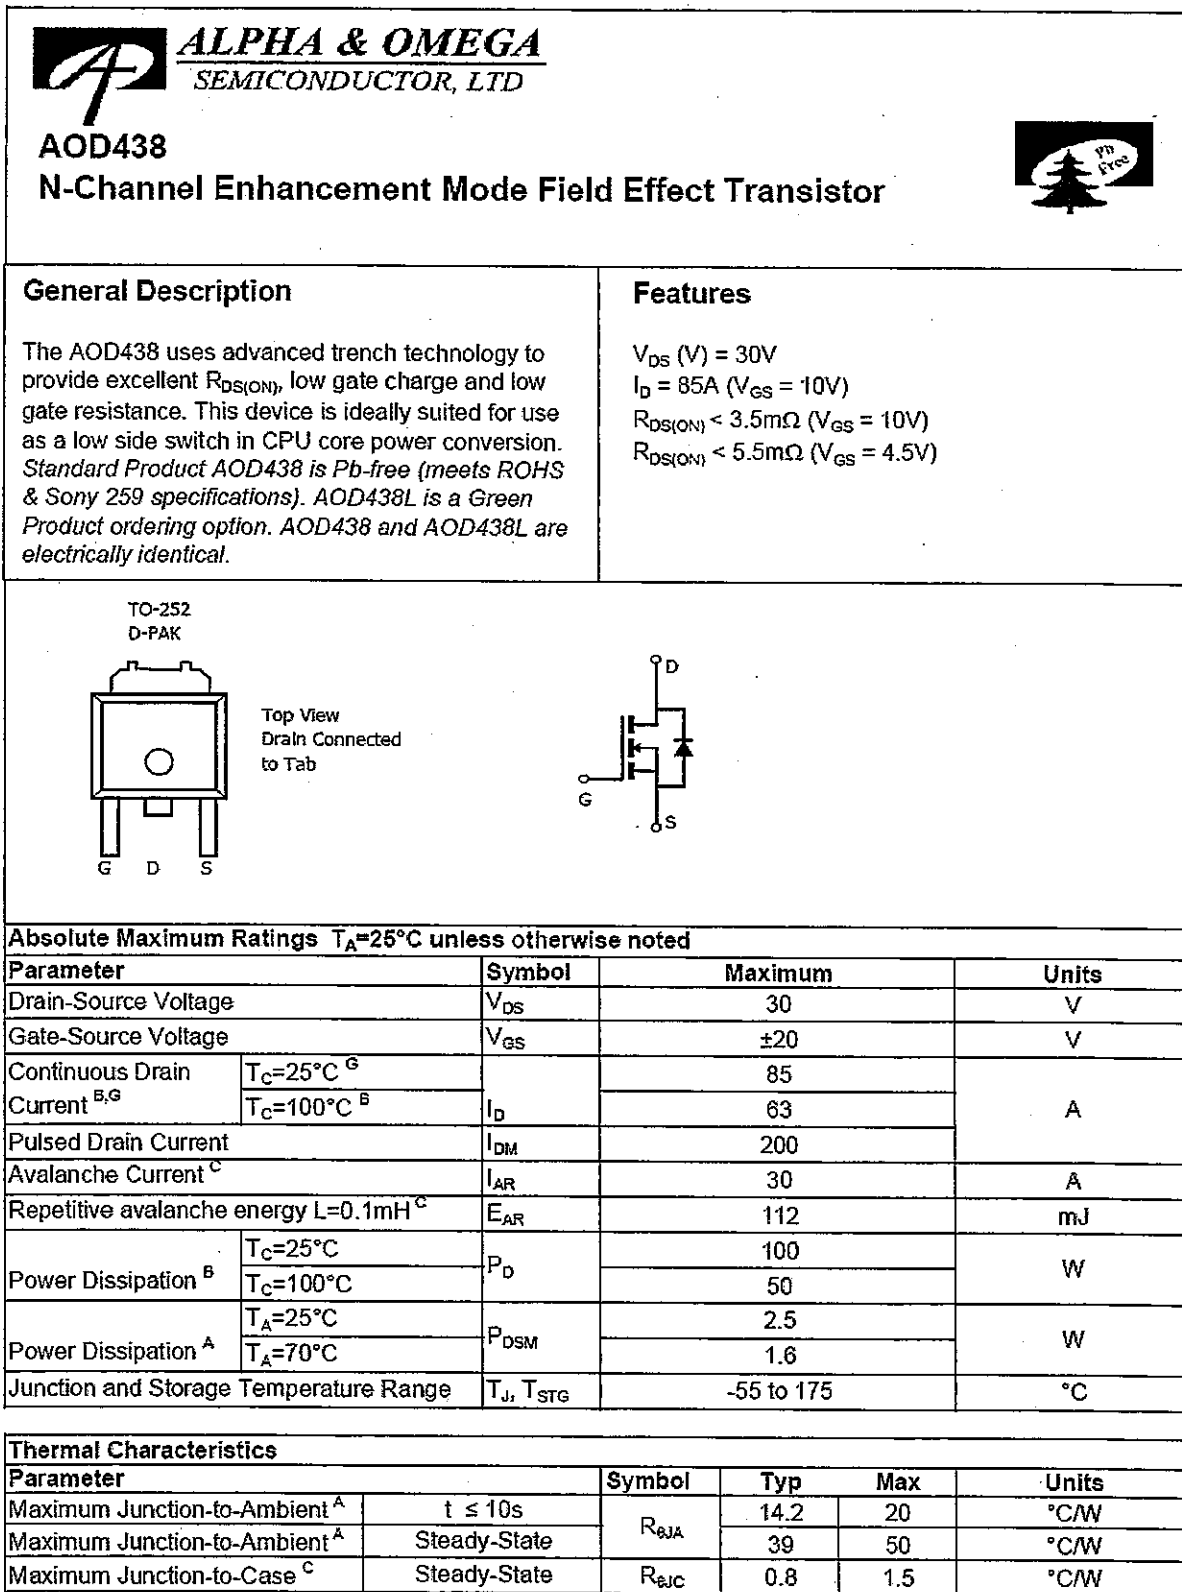 ALPHA & OMEGA
SEMICONDUCTOR, LTD
AOD438
N-Channel Enhancement Mode Field Effect Transistor
Pb
Free
General Description
The AOD438 uses advanced trench technology to
provide excellent RDS(ON), low gate charge and low
gate resistance. This device is ideally suited for use
as a low side switch in CPU core power conversion.
Standard Product AOD438 is Pb-free (meets ROHS
& Sony 259 specifications). AOD438L is a Green
Product ordering option. AOD438 and AOD438L are
electrically identical.
Features
VDS (V) = 30V
ID = 85A (VGS = 10V)
RDS(ON) < 3.5mΩ (VGS = 10V)
RDS(ON) < 5.5mΩ (VGS = 4.5V)
TO-252
D-PAK
Top View
Drain Connected
to Tab
G D S
D
G
S
Absolute Maximum Ratings TA=25°C unless otherwise noted
Parameter Symbol Maximum Units
Drain-Source Voltage VDS 30 V
Gate-Source Voltage VGS ±20 V
Continuous Drain TC=25°C G 85
Current B,G TC=100°C B ID 63 A
Pulsed Drain Current IDM 200
Avalanche Current C IAR 30 A
Repetitive avalanche energy L=0.1mH C EAR 112 mJ
TC=25°C 100
Power Dissipation B TC=100°C PD 50 W
TA=25°C 2.5
Power Dissipation A TA=70°C PDSM 1.6 W
Junction and Storage Temperature Range TJ, TSTG -55 to 175 °C
Thermal Characteristics
Parameter Symbol Typ Max Units
Maximum Junction-to-Ambient A t ≤ 10s RθJA 14.2 20 °C/W
Maximum Junction-to-Ambient A Steady-State 39 50 °C/W
Maximum Junction-to-Case C Steady-State RθJC 0.8 1.5 °C/W